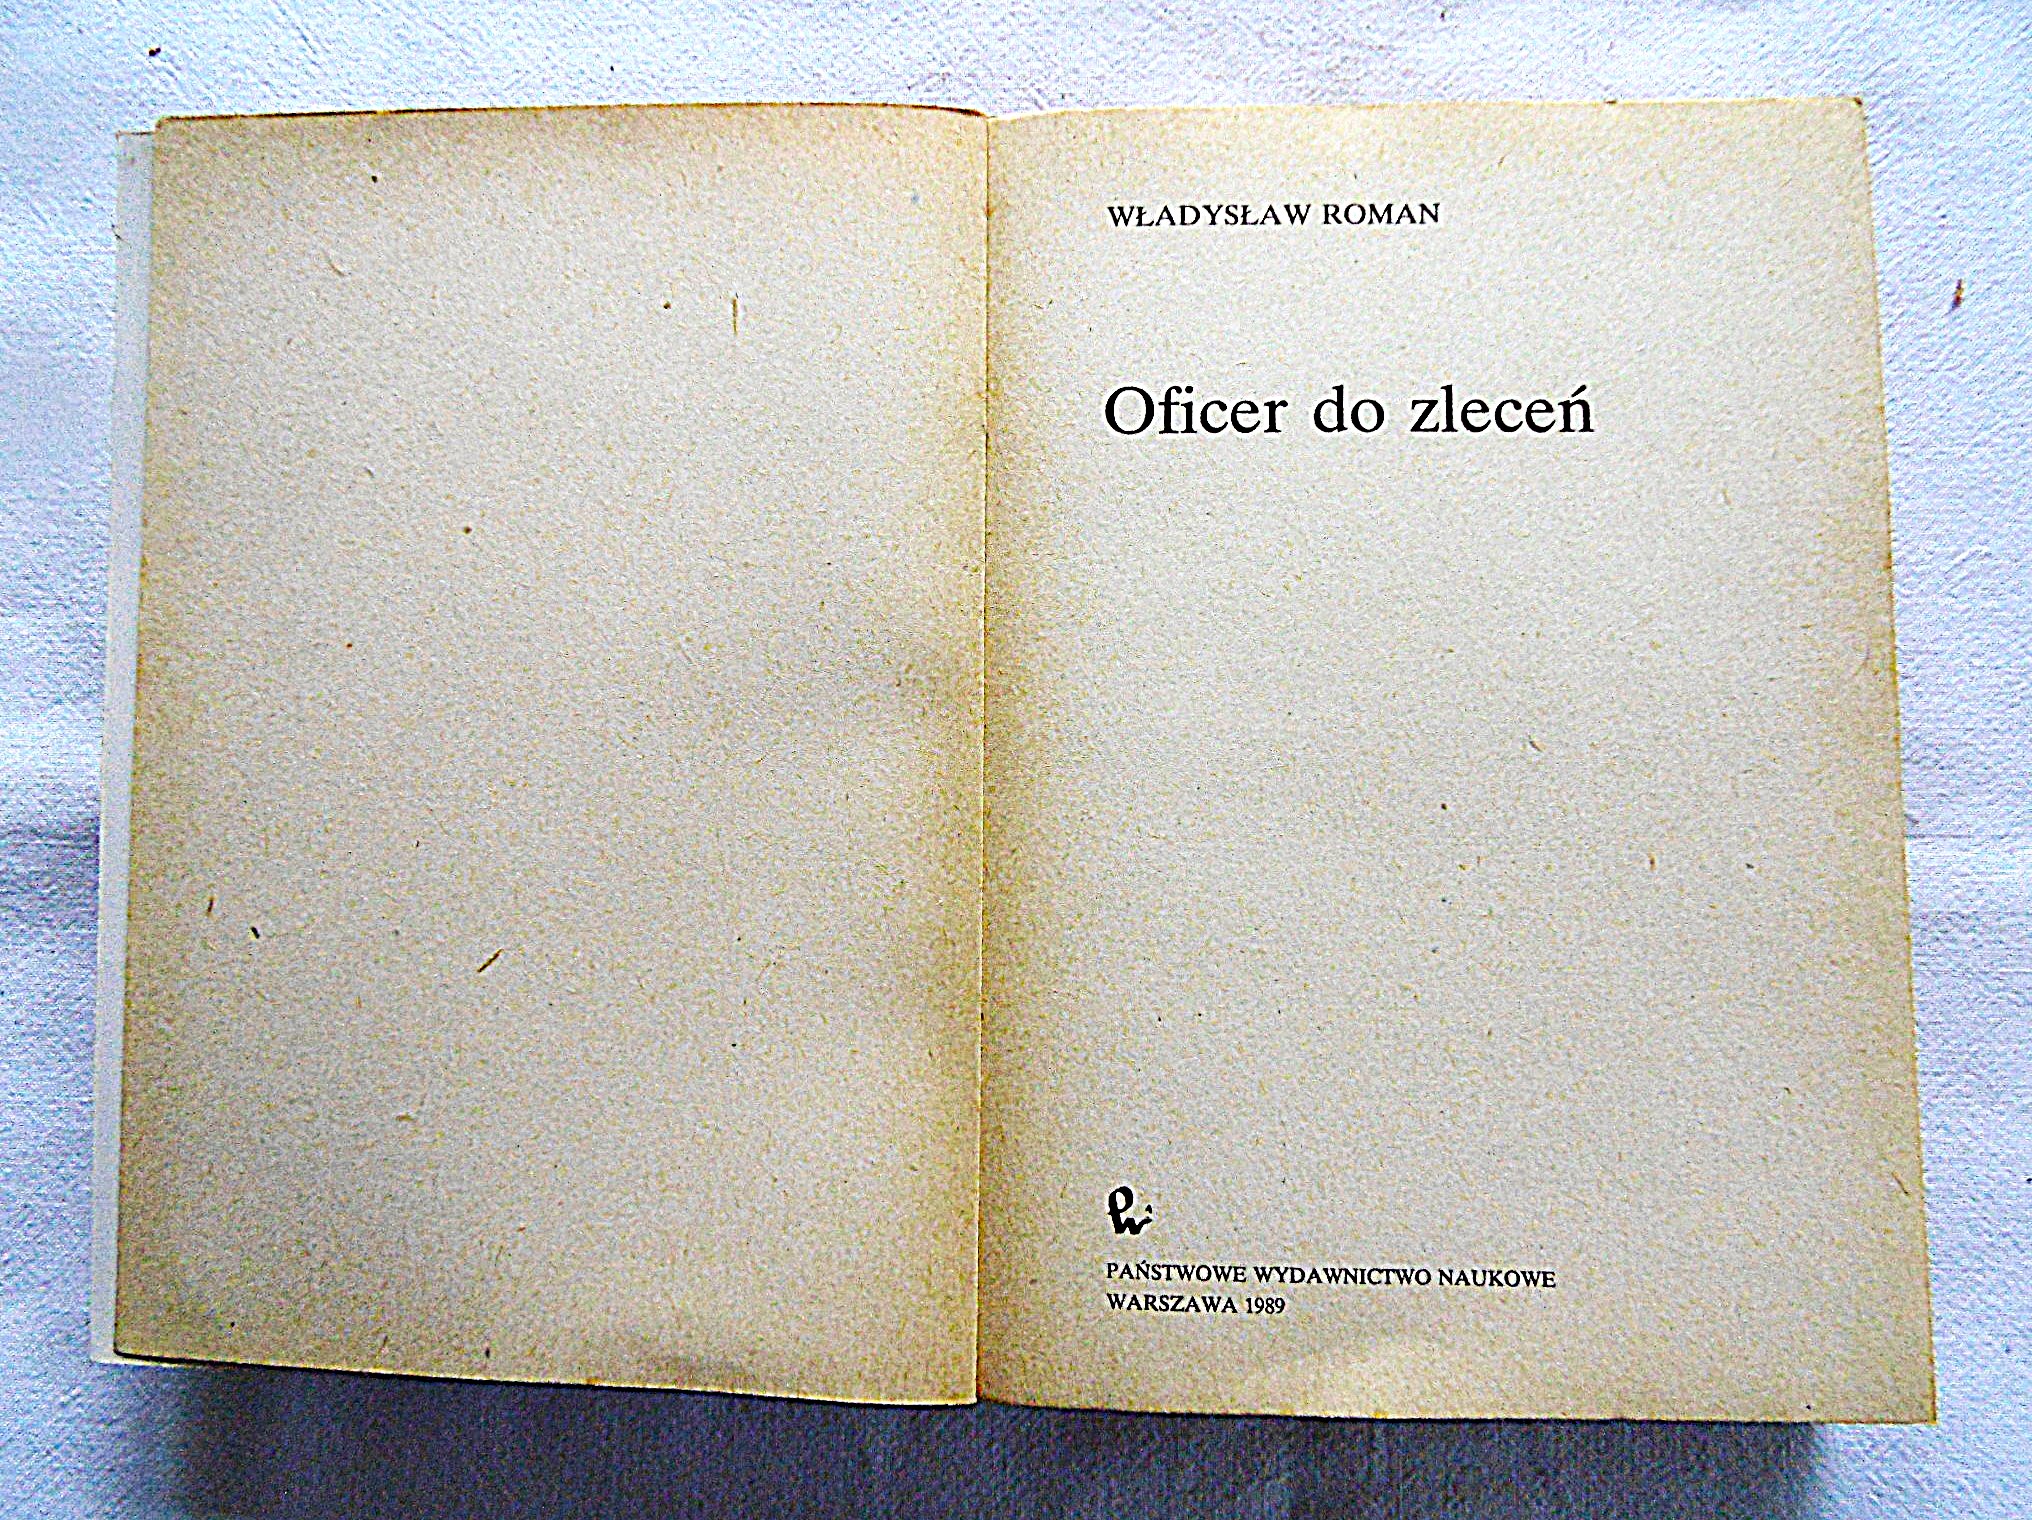 WŁADYSŁAW ROMAN
Oficer do zleceń
PAŃSTWOWE WYDAWNICTWO NAUKOWE
WARSZAWA 1989